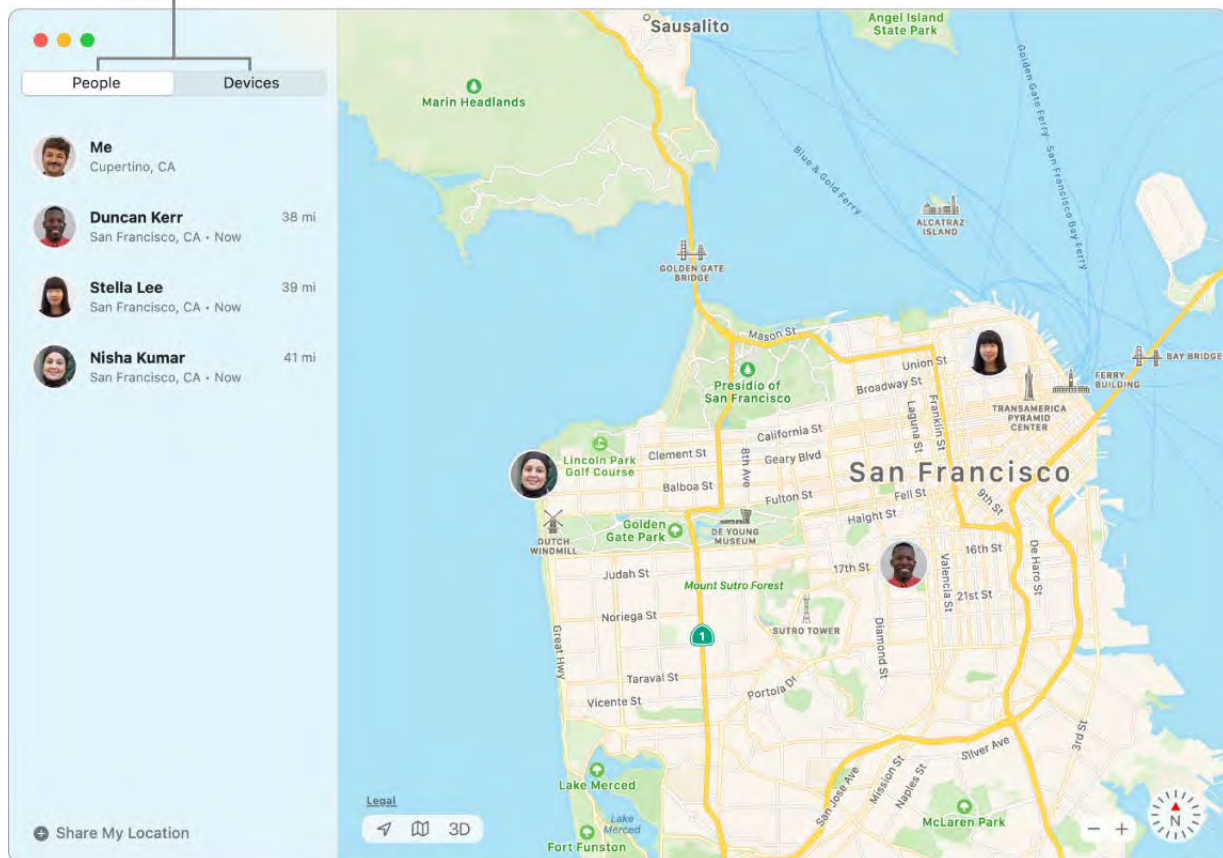 People
Devices
Me
Cupertino, CA
Duncan Kerr
38 mi
San Francisco, CA • Now
Stella Lee
39 mi
San Francisco, CA • Now
Nisha Kumar
41 mi
San Francisco, CA • Now
Share My Location
Sausalito
Angel Island
State Park
Marin Headlands
Golden Gate Ferry
San Francisco Bay Ferry
Blue & Gold Ferry
ALCATRAZ
ISLAND
GOLDEN GATE
BRIDGE
Mason St
Union St
Broadway St
Presidio of
San Francisco
BAY BRIDGE
FERRY
BUILDING
TRANSAMERICA
PYRAMID
CENTER
Laguna St
Franklin St
California St
Lincoln Park
Golf Course
Clement St
Geary Blvd
8th Ave
San Francisco
Balboa St
Fulton St
Fell St
9th St
Haight St
DUTCH
WINDMILL
Golden
Gate Park
DE YOUNG
MUSEUM
17th St
16th St
De Haro St
Valencia St
Judah St
Mount Sutro Forest
21st St
Noriega St
SUTRO TOWER
1
Great Hwy
Diamond St
Taraval St
Portola Dr
Vicente St
Silver Ave
3rd St
Mission St
Naples St
San Jose Ave
Lake Merced
Lake
Merced
McLaren Park
Fort Funston
Legal
3D
− +
N